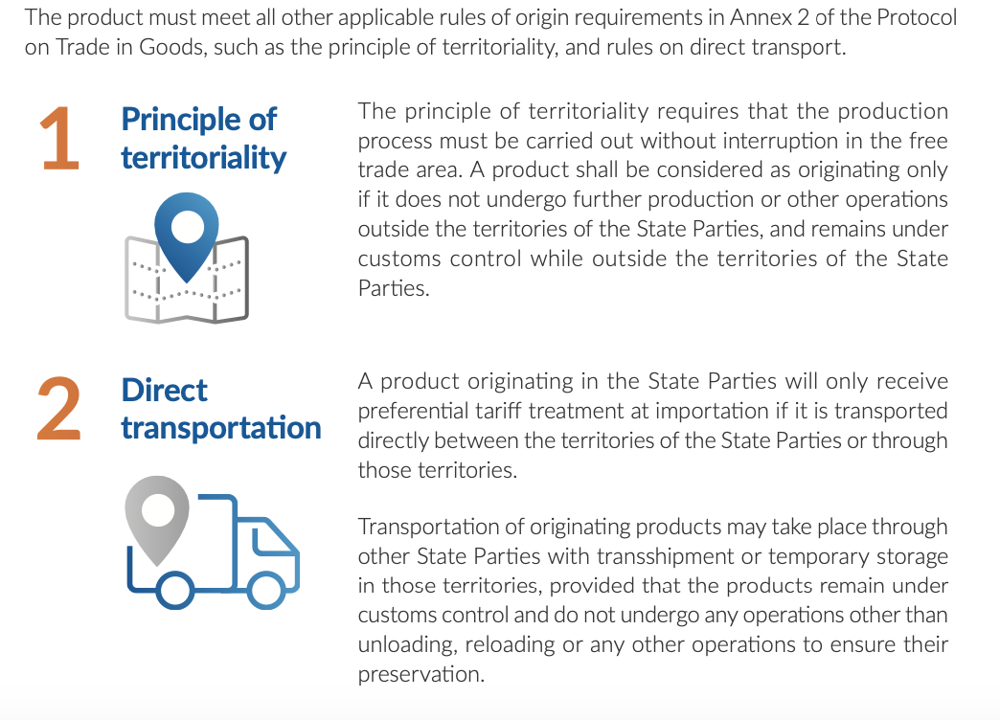 The product must meet all other applicable rules of origin requirements in Annex 2 of the Protocol
on Trade in Goods, such as the principle of territoriality, and rules on direct transport.
1
Principle of
territoriality
The principle of territoriality requires that the production
process must be carried out without interruption in the free
trade area. A product shall be considered as originating only
if it does not undergo further production or other operations
outside the territories of the State Parties, and remains under
customs control while outside the territories of the State
Parties.
2
Direct
transportation
A product originating in the State Parties will only receive
preferential tariff treatment at importation if it is transported
directly between the territories of the State Parties or through
those territories.
Transportation of originating products may take place through
other State Parties with transshipment or temporary storage
in those territories, provided that the products remain under
customs control and do not undergo any operations other than
unloading, reloading or any other operations to ensure their
preservation.